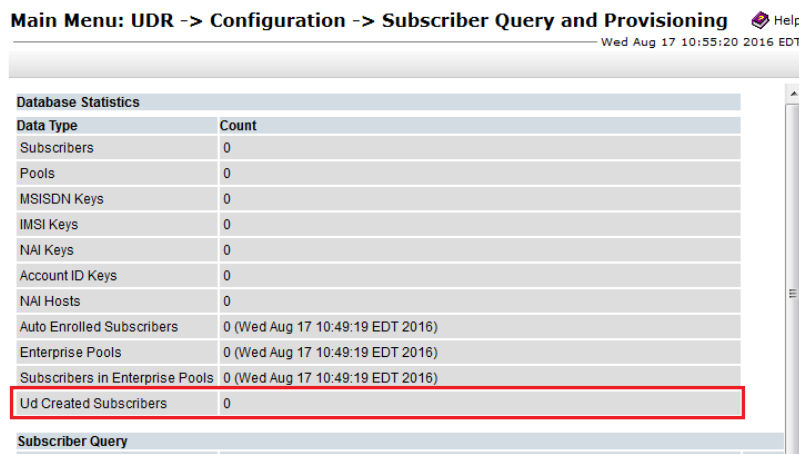 Main Menu: UDR -> Configuration -> Subscriber Query and Provisioning
Help
Wed Aug 17 10:55:20 2016 EDT
Database Statistics
Data Type Count
Subscribers 0
Pools 0
MSISDN Keys 0
IMSI Keys 0
NAI Keys 0
Account ID Keys 0
NAI Hosts 0
Auto Enrolled Subscribers 0 (Wed Aug 17 10:49:19 EDT 2016)
Enterprise Pools 0 (Wed Aug 17 10:49:19 EDT 2016)
Subscribers in Enterprise Pools 0 (Wed Aug 17 10:49:19 EDT 2016)
Ud Created Subscribers 0
Subscriber Query